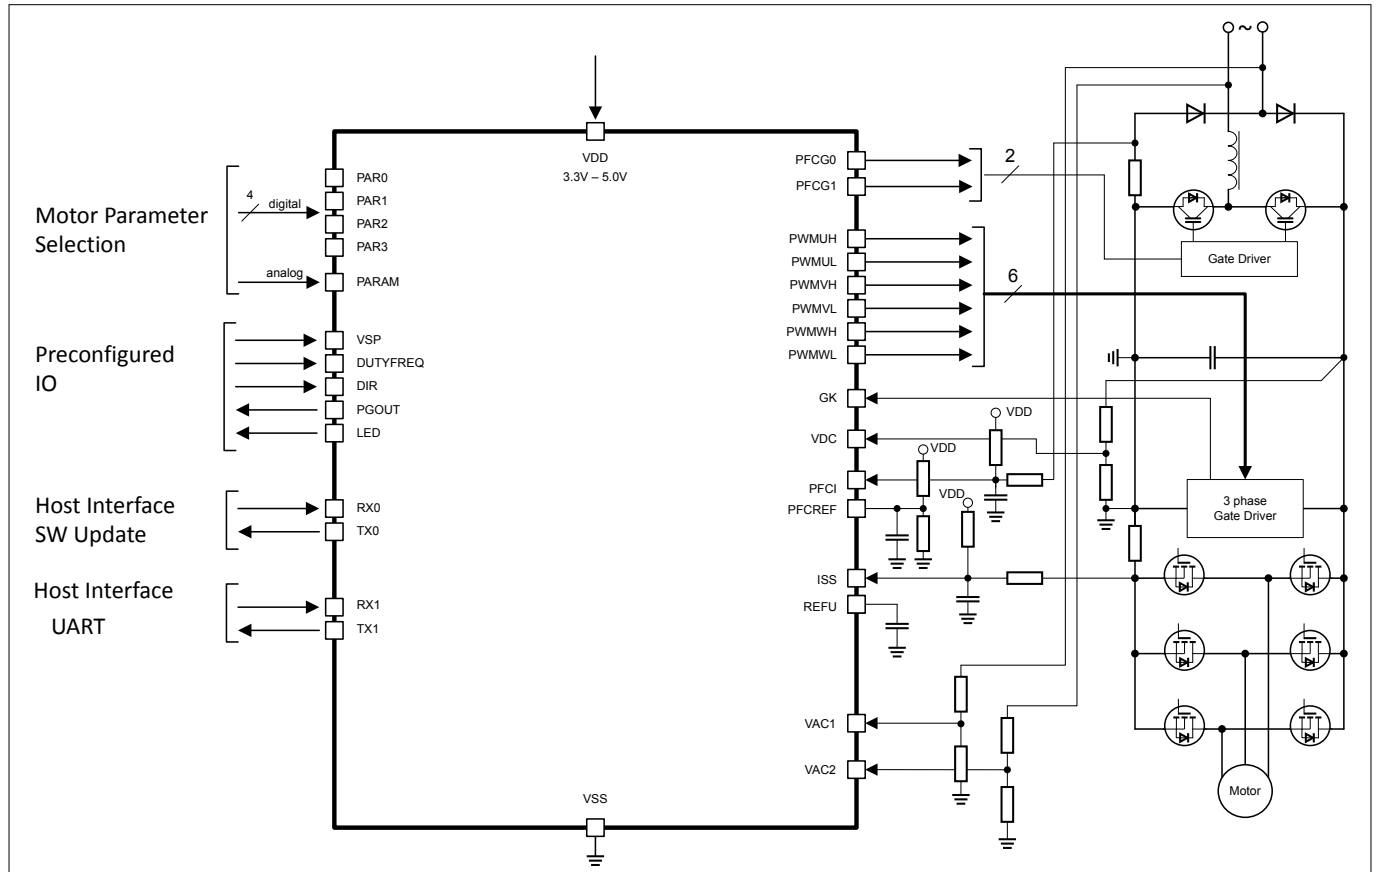 ~
VDD
3.3V – 5.0V
Motor Parameter
Selection
4
digital
analog
PAR0
PAR1
PAR2
PAR3
PARAM
Preconfigured
IO
VSP
DUTYFREQ
DIR
PGOUT
LED
Host Interface
SW Update
RX0
TX0
Host Interface
UART
RX1
TX1
VSS
PFCG0
PFCG1
2
PWMUH
PWMUL
PWMVH
PWMVL
PWMWH
PWMWL
6
GK
VDC
PFCI
PFCREF
ISS
REFU
VAC1
VAC2
VDD
VDD
VDD
Gate Driver
3 phase
Gate Driver
Motor